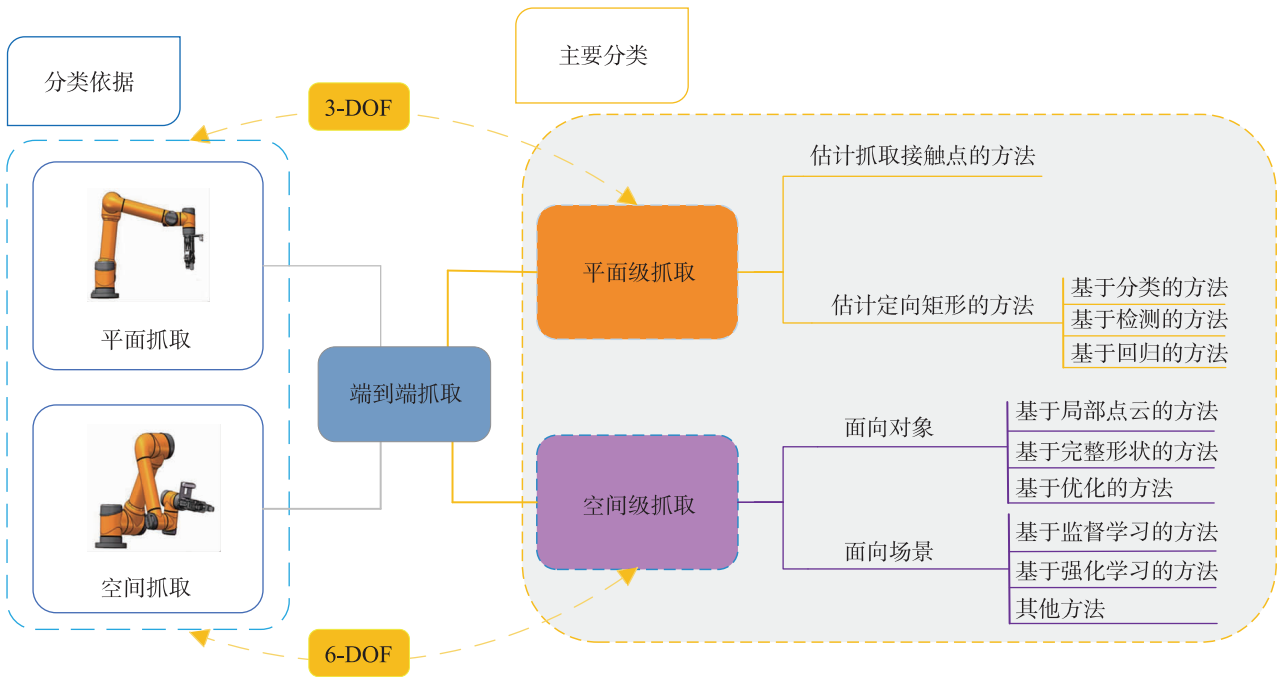 分类依据
主要分类
3-DOF
平面抓取
空间抓取
端到端抓取
6-DOF
平面级抓取
估计抓取接触点的方法
估计定向矩形的方法
基于分类的方法
基于检测的方法
基于回归的方法
空间级抓取
面向对象
基于局部点云的方法
基于完整形状的方法
基于优化的方法
面向场景
基于监督学习的方法
基于强化学习的方法
其他方法